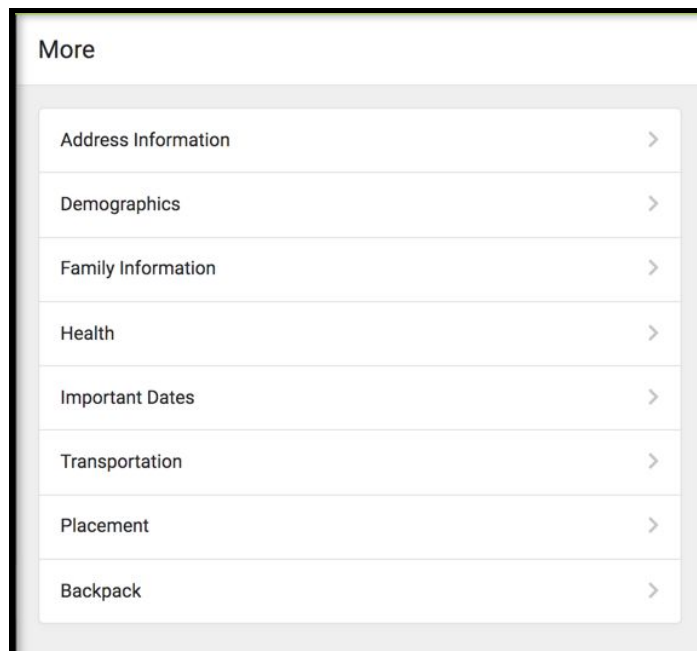 More
Address Information
Demographics
Family Information
Health
Important Dates
Transportation
Placement
Backpack